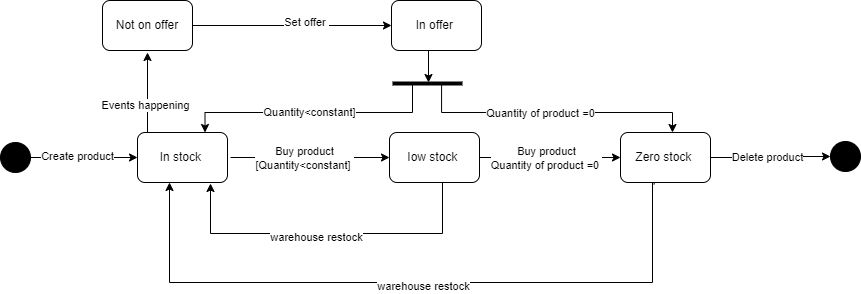 Not on offer
Set offer
In offer
Events happening
Quantity<constant]
Quantity of product =0
Create product
In stock
Buy product
[Quantity<constant]
low stock
Buy product
Quantity of product =0
Zero stock
Delete product
warehouse restock
warehouse restock